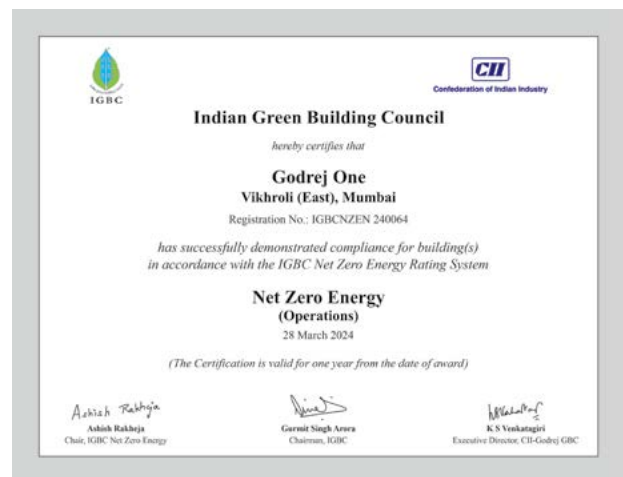 IGBC
CII
Confederation of Indian Industry
Indian Green Building Council
hereby certifies that
Godrej One
Vikhroli (East), Mumbai
Registration No.: IGBCNZEN 240064
has successfully demonstrated compliance for building(s)
in accordance with the IGBC Net Zero Energy Rating System
Net Zero Energy
(Operations)
28 March 2024
(The Certification is valid for one year from the date of award)
Ashish Rakheja
Ashish Rakheja
Chair, IGBC Net Zero Energy
Gurmit Singh Arora
Chairman, IGBC
K S Venkatagiri
Executive Director, CII-Godrej GBC